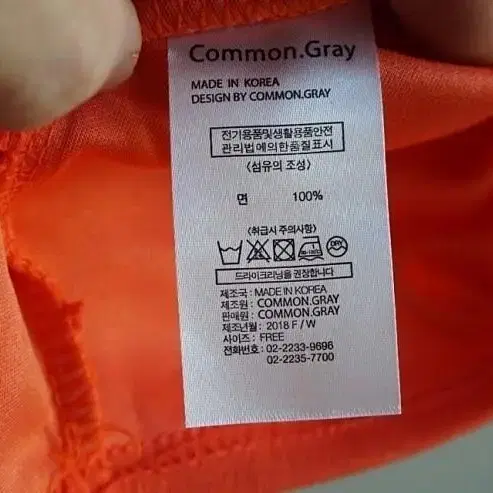 Common.Gray
MADE IN KOREA
DESIGN BY COMMON.GRAY
전기용품및생활용품안전
관리법에의한품질표시
<섬유의 조성>
면 100%
<취급시 주의사항>
DRY
드라이크리닝을 권장합니다
제조국 : MADE IN KOREA
제조원 : COMMON.GRAY
판매원 : COMMON.GRAY
제조년월 : 2018 F / W
사이즈 : FREE
전화번호 : 02-2233-9696
02-2235-7700